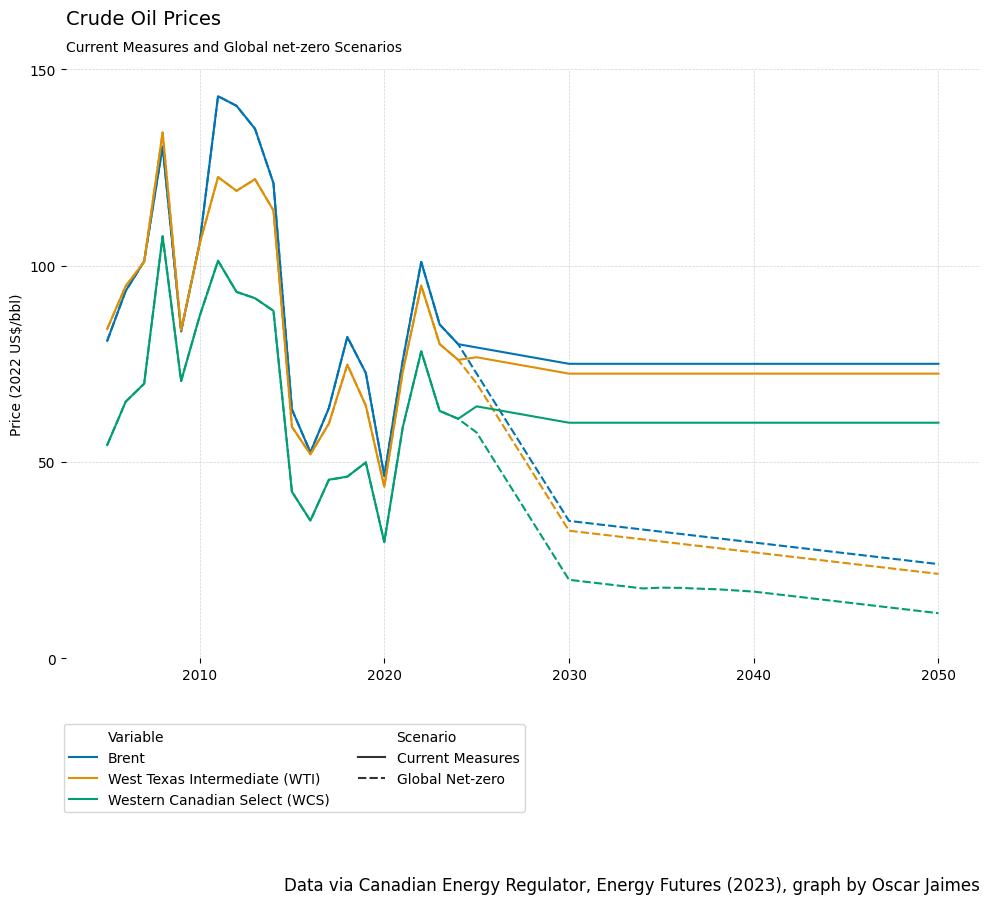 Crude Oil Prices
Current Measures and Global net-zero Scenarios
150
100
50
0
Price (2022 US$/bbl)
2010 2020 2030 2040 2050
Variable Scenario
Brent Current Measures
West Texas Intermediate (WTI) Global Net-zero
Western Canadian Select (WCS)
Data via Canadian Energy Regulator, Energy Futures (2023), graph by Oscar Jaimes